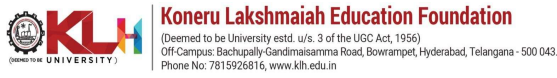 KLH
(DEEMED TO BE UNIVERSITY)
Koneru Lakshmaiah Education Foundation
(Deemed to be University estd. u/s. 3 of the UGC Act, 1956)
Off-Campus: Bachupally-Gandimaisamma Road, Bowrampet, Hyderabad, Telangana - 500 043.
Phone No: 7815926816, www.klh.edu.in